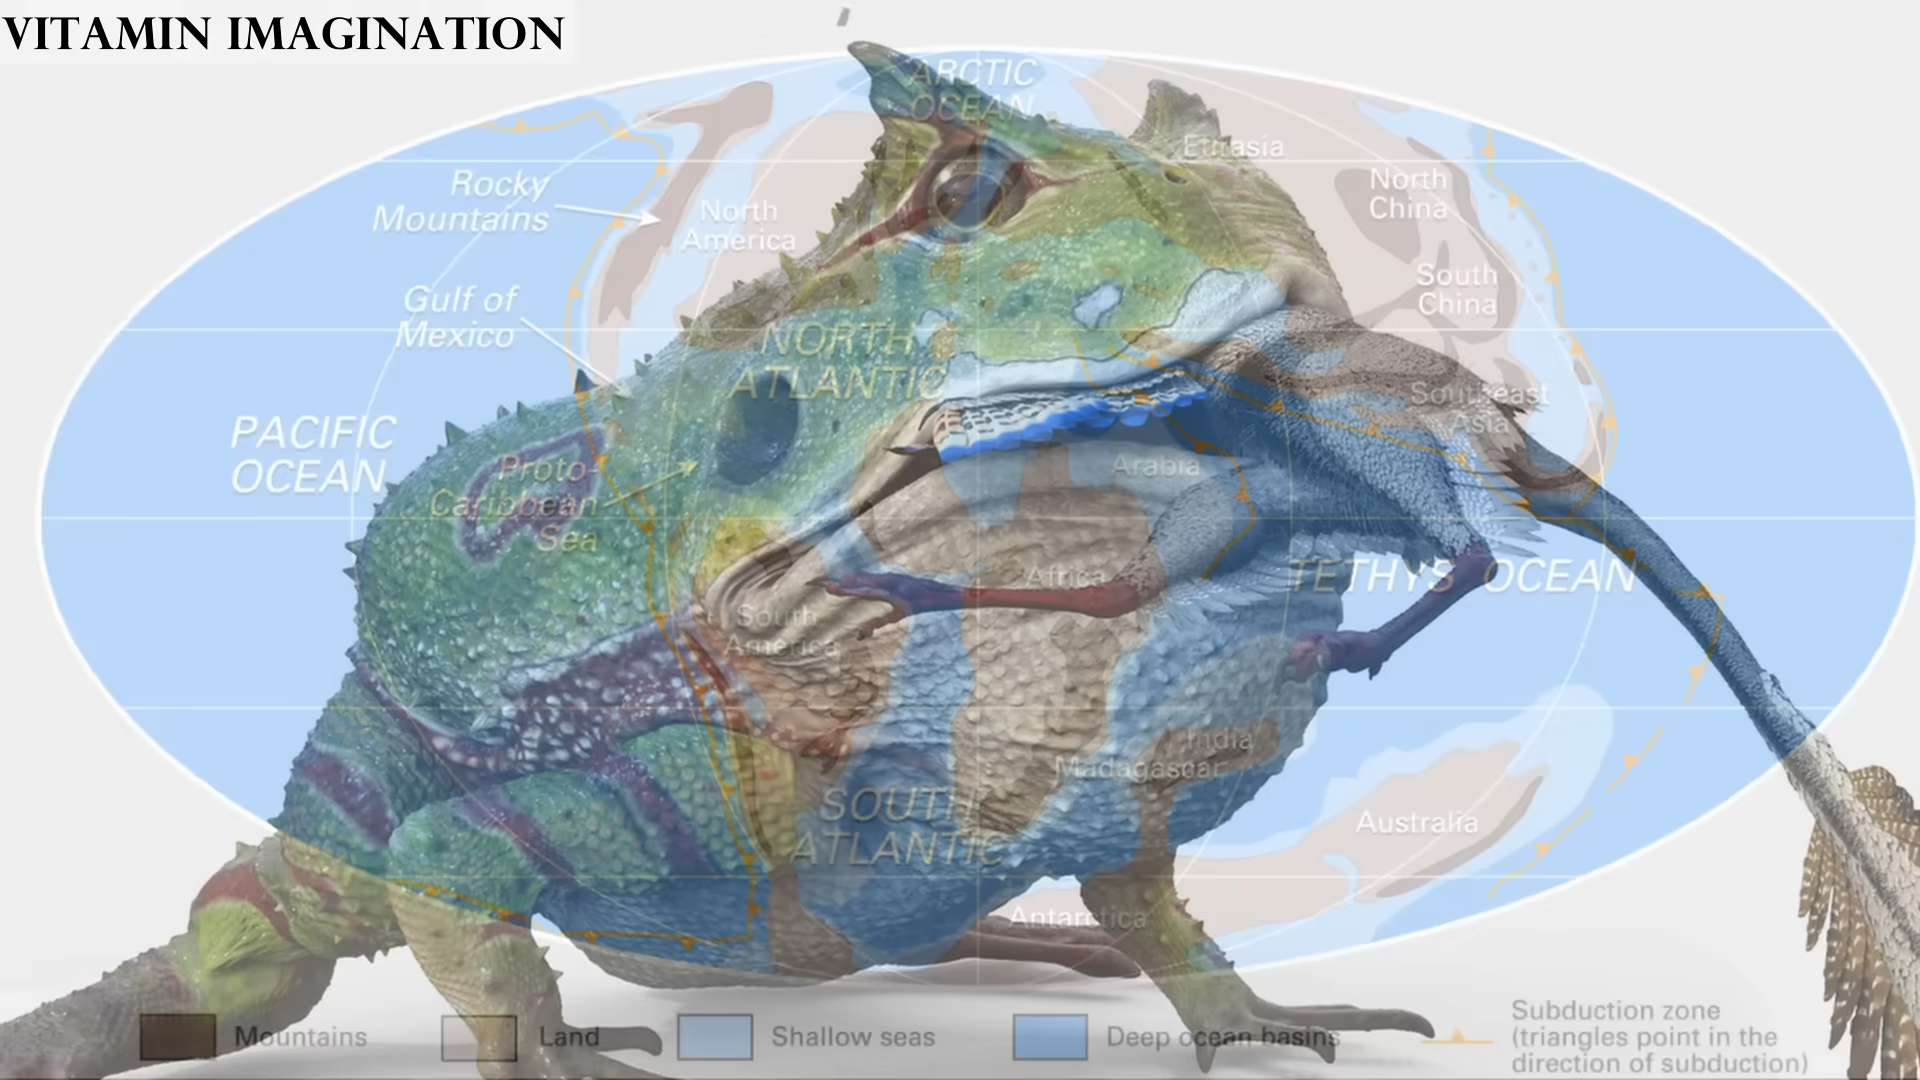 VITAMIN IMAGINATION
ARCTIC
OCEAN
Eurasia
Rocky
Mountains
North
America
North
China
South
China
Gulf of
Mexico
NORTH
ATLANTIC
Southeast
Asia
PACIFIC
OCEAN
Proto-
Caribbean
Sea
Arabia
Africa
TETHYS OCEAN
South
America
India
Madagascar
SOUTH
ATLANTIC
Australia
Antarctica
Mountains
Land
Shallow seas
Deep ocean basins
Subduction zone
(triangles point in the
direction of subduction)